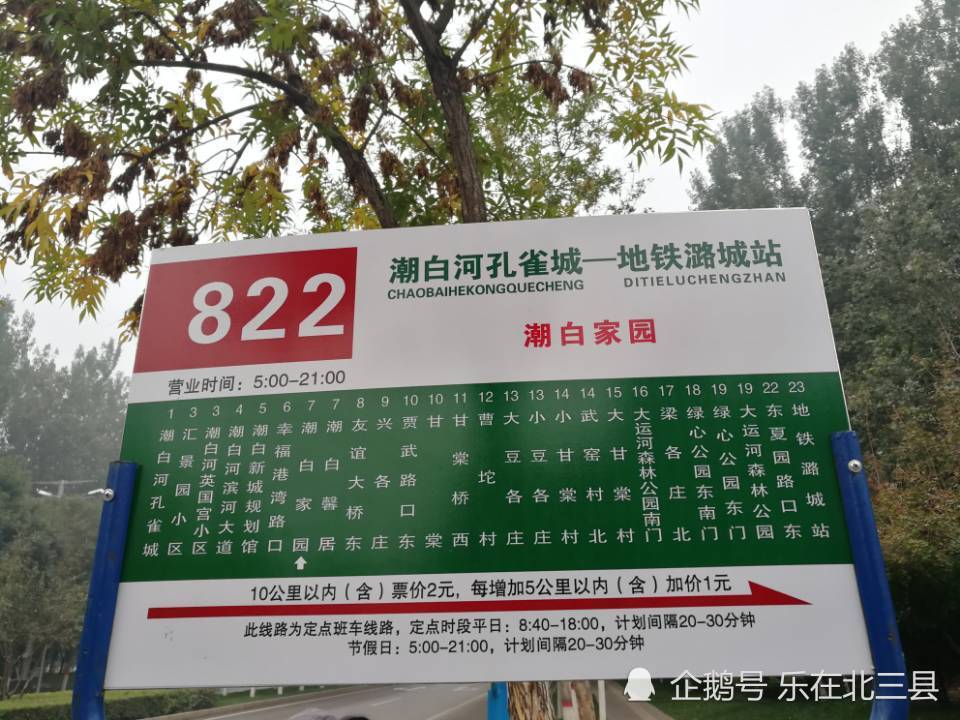 822
潮白河孔雀城—地铁潞城站
CHAOBAIHEKONGQUECHENG DITIELUCHENGZHAN
潮白家园
营业时间：5:00-21:00
1 潮白河孔雀城
3 汇景园小区
3 潮白河英国宫小区
4 潮白河滨河大道
5 潮白新城规划馆
6 幸福港湾路口
7 潮白家园
7 潮白馨居
8 友谊大桥东
9 兴各庄
10 贾武路口东
10 甘棠
11 甘棠桥西
12 曹坨村
13 大豆各庄
13 小豆各庄
14 小甘棠村
14 武窑村北
15 大甘棠村
16 大运河森林公园南门
17 梁各庄北
18 绿心公园东南门
19 绿心公园东门
19 大运河森林公园
22 东夏园路口东
23 地铁潞城站
10公里以内（含）票价2元，每增加5公里以内（含）加价1元
此线路为定点班车线路，定点时段平日：8:40-18:00，计划间隔20-30分钟
节假日：5:00-21:00，计划间隔20-30分钟
企鹅号 乐在北三县